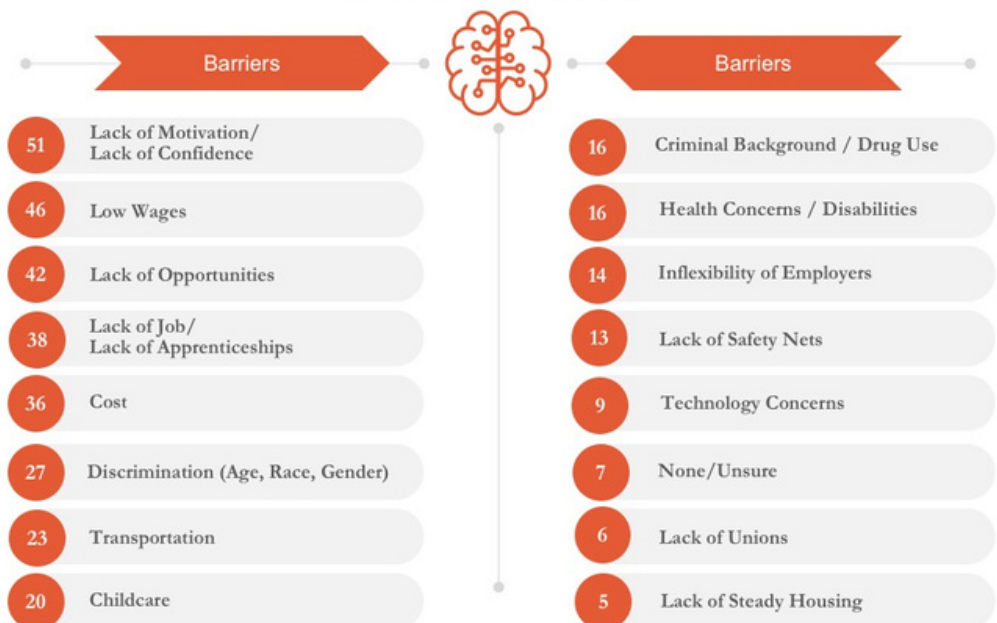 Barriers
51
Lack of Motivation/
Lack of Confidence
46
Low Wages
42
Lack of Opportunities
38
Lack of Job/
Lack of Apprenticeships
36
Cost
27
Discrimination (Age, Race, Gender)
23
Transportation
20
Childcare
Barriers
16
Criminal Background / Drug Use
16
Health Concerns / Disabilities
14
Inflexibility of Employers
13
Lack of Safety Nets
9
Technology Concerns
7
None/Unsure
6
Lack of Unions
5
Lack of Steady Housing